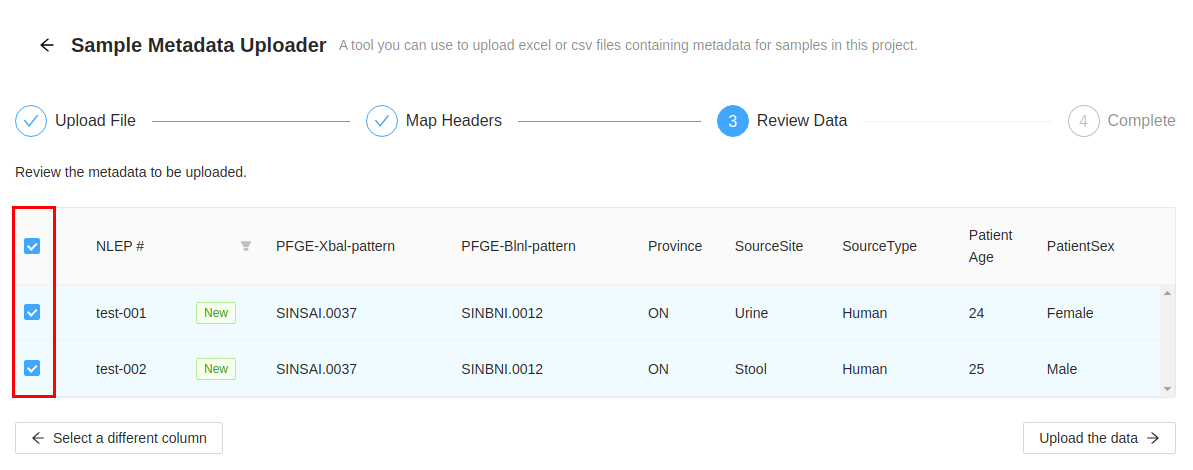 Sample Metadata Uploader A tool you can use to upload excel or csv files containing metadata for samples in this project.
Upload File Map Headers 3 Review Data 4 Complete
Review the metadata to be uploaded.
NLEP # PFGE-Xbal-pattern PFGE-Blnl-pattern Province SourceSite SourceType Patient Age PatientSex
test-001 New SINSAI.0037 SINBNI.0012 ON Urine Human 24 Female
test-002 New SINSAI.0037 SINBNI.0012 ON Stool Human 25 Male
Select a different column Upload the data